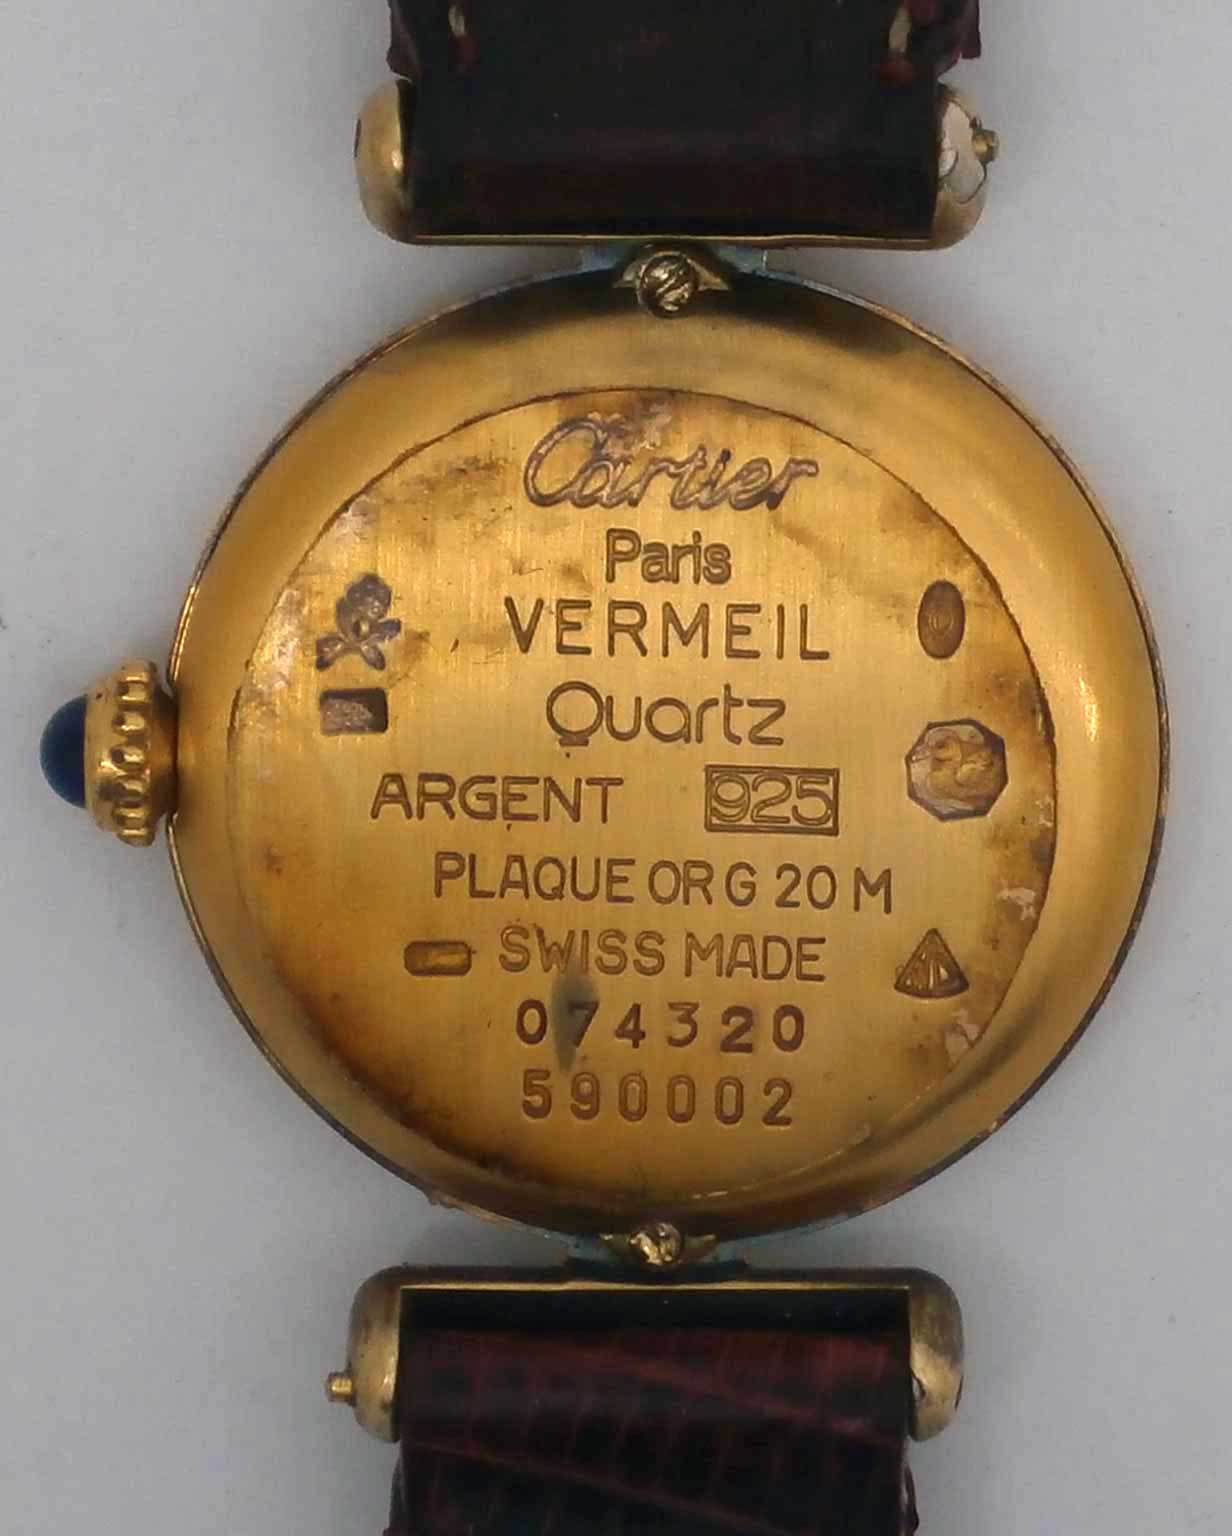 Cartier
Paris
VERMEIL
Quartz
ARGENT 925
PLAQUE OR G 20 M
SWISS MADE
074320
590002